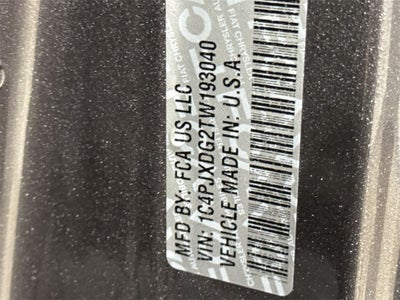 MFD BY: FCA US LLC
VIN: 1C4PJXDG2TW193040
VEHICLE MADE IN: U.S.A.